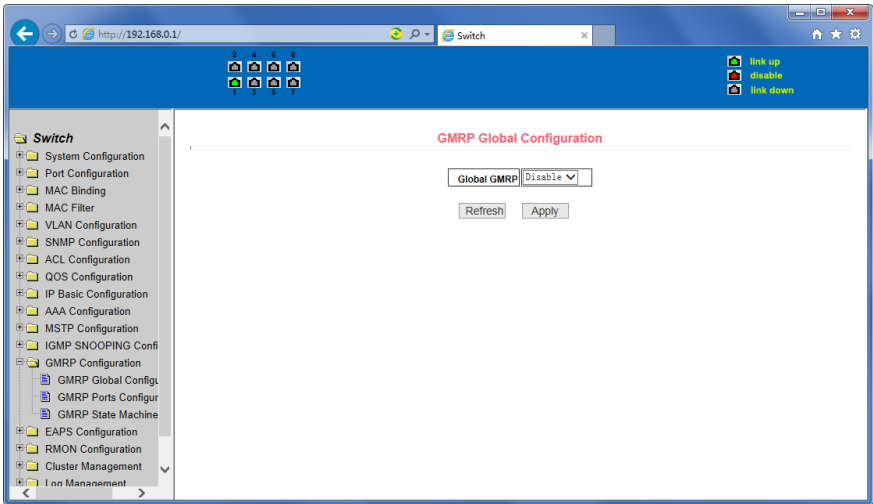 http://192.168.0.1/
Switch
2 4 6 8
1 3 5 7
link up
disable
link down
Switch
System Configuration
Port Configuration
MAC Binding
MAC Filter
VLAN Configuration
SNMP Configuration
ACL Configuration
QOS Configuration
IP Basic Configuration
AAA Configuration
MSTP Configuration
IGMP SNOOPING Confi
GMRP Configuration
GMRP Global Configu
GMRP Ports Configur
GMRP State Machine
EAPS Configuration
RMON Configuration
Cluster Management
Log Management
GMRP Global Configuration
Global GMRP Disable
Refresh Apply